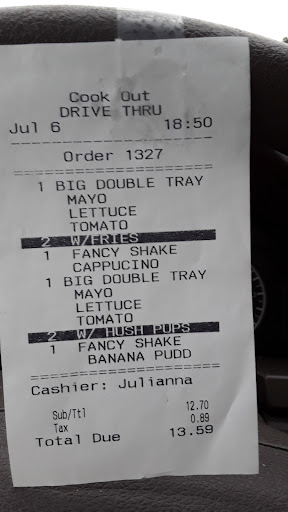 Cook Out
DRIVE THRU
Jul 6 18:50
Order 1327
1 BIG DOUBLE TRAY
MAYO
LETTUCE
TOMATO
2 W/FRIES
1 FANCY SHAKE
CAPPUCINO
1 BIG DOUBLE TRAY
MAYO
LETTUCE
TOMATO
2 W/ HUSH PUPS
1 FANCY SHAKE
BANANA PUDD
Cashier: Julianna
Sub/Ttl 12.70
Tax 0.89
Total Due 13.59